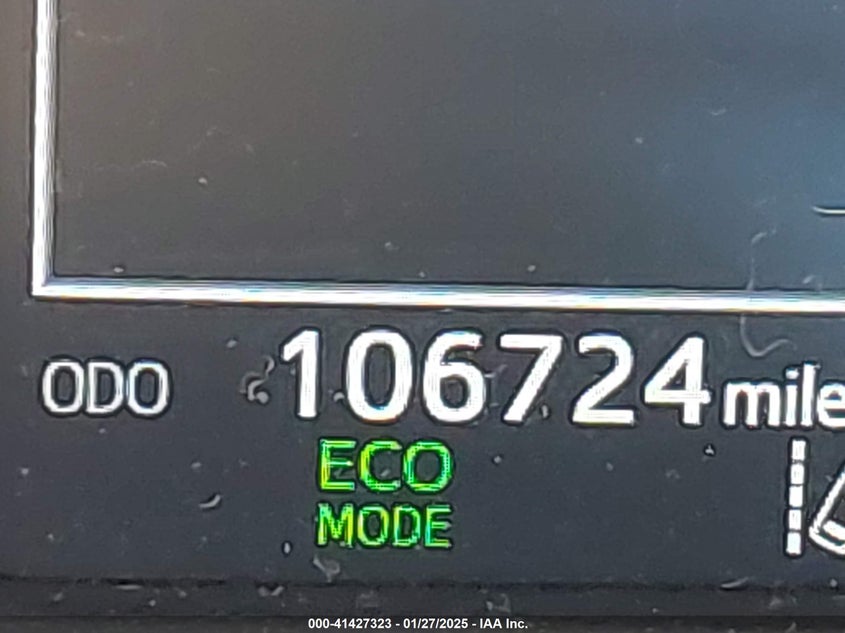 ODO 106724 mile
ECO
MODE
000-41427323 - 01/27/2025 - IAA Inc.